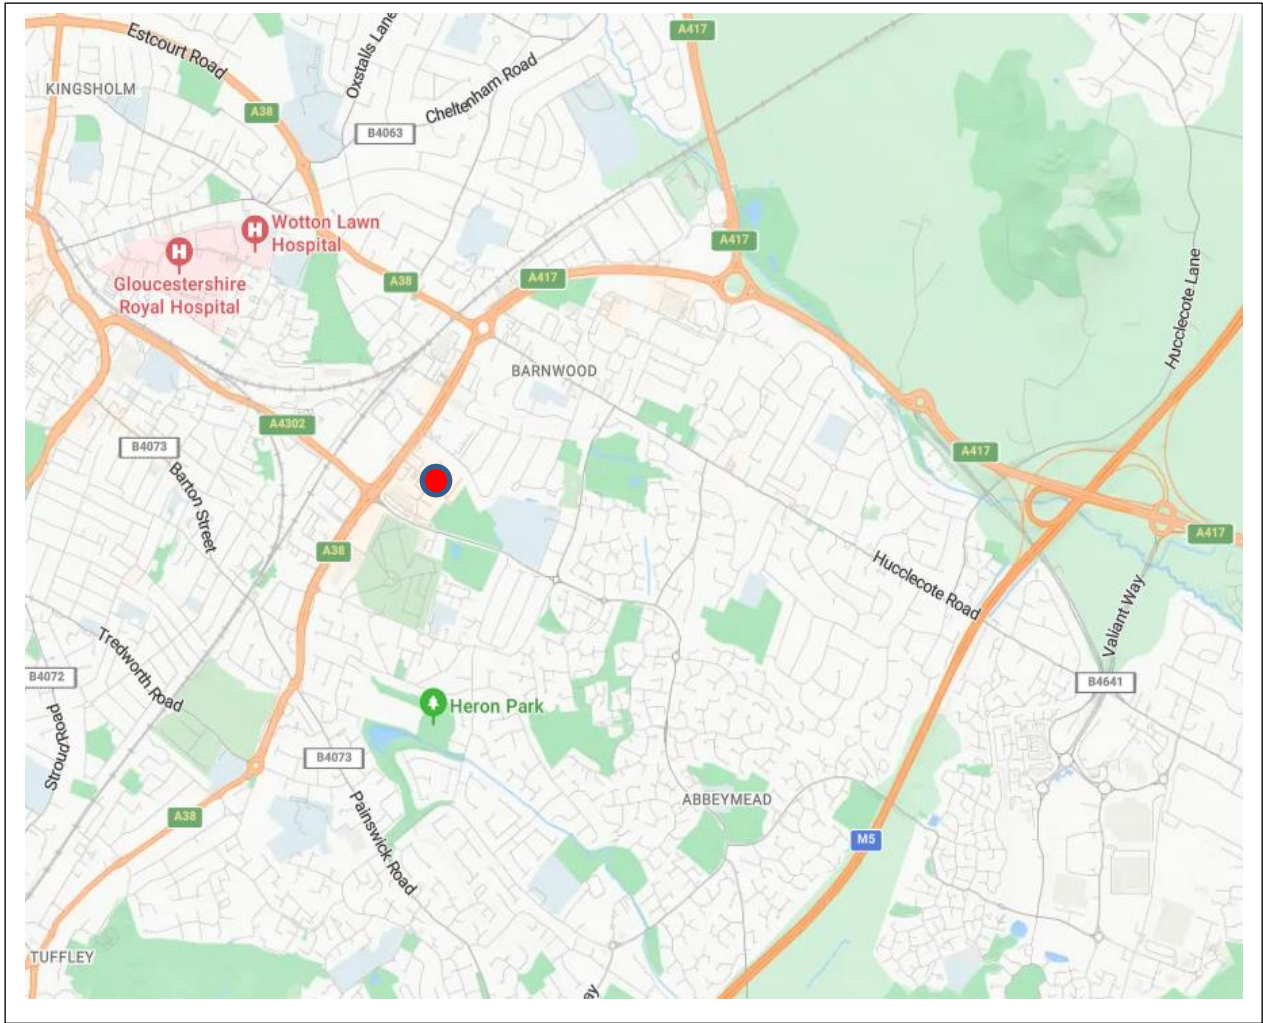 A417
Estcourt Road
Oxstalls Lane
Cheltenham Road
KINGSHOLM
A38
B4063
Wotton Lawn
Hospital
Gloucestershire
Royal Hospital
A417
A38
A417
Hucclecote Lane
BARNWOOD
A4302
B4073
A417
Barton Street
A417
A38
Hucclecote Road
Valiant Way
Tredworth Road
B4072
B4641
Stroud Road
Heron Park
B4073
ABBEYMEAD
A38
M5
Painswick Road
TUFFLEY
ay